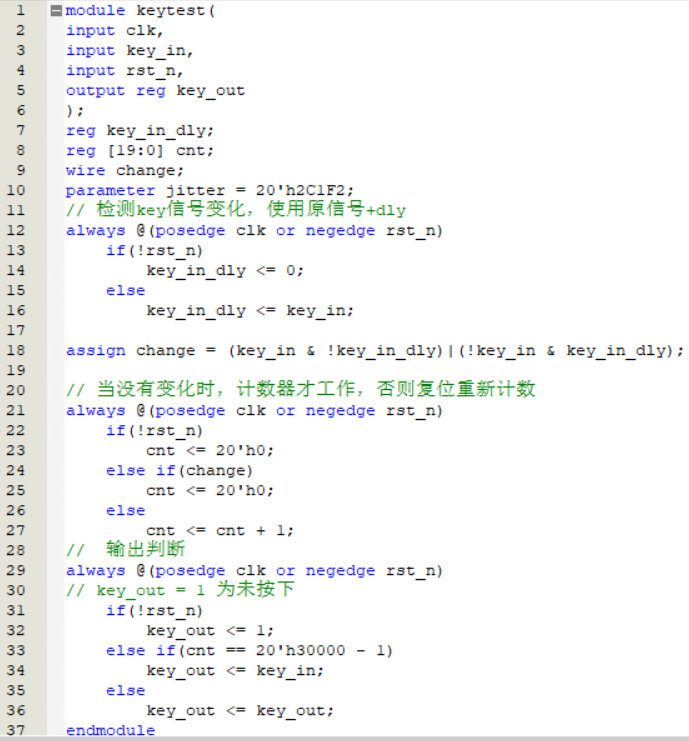 1 module keytest(
2 input clk,
3 input key_in,
4 input rst_n,
5 output reg key_out
6 );
7 reg key_in_dly;
8 reg [19:0] cnt;
9 wire change;
10 parameter jitter = 20'h2C1F2;
11 // 检测key信号变化，使用原信号+dly
12 always @(posedge clk or negedge rst_n)
13 if(!rst_n)
14 key_in_dly <= 0;
15 else
16 key_in_dly <= key_in;
17
18 assign change = (key_in & !key_in_dly)|(!key_in & key_in_dly);
19
20 // 当没有变化时，计数器才工作，否则复位重新计数
21 always @(posedge clk or negedge rst_n)
22 if(!rst_n)
23 cnt <= 20'h0;
24 else if(change)
25 cnt <= 20'h0;
26 else
27 cnt <= cnt + 1;
28 // 输出判断
29 always @(posedge clk or negedge rst_n)
30 // key_out = 1 为未按下
31 if(!rst_n)
32 key_out <= 1;
33 else if(cnt == 20'h30000 - 1)
34 key_out <= key_in;
35 else
36 key_out <= key_out;
37 endmodule